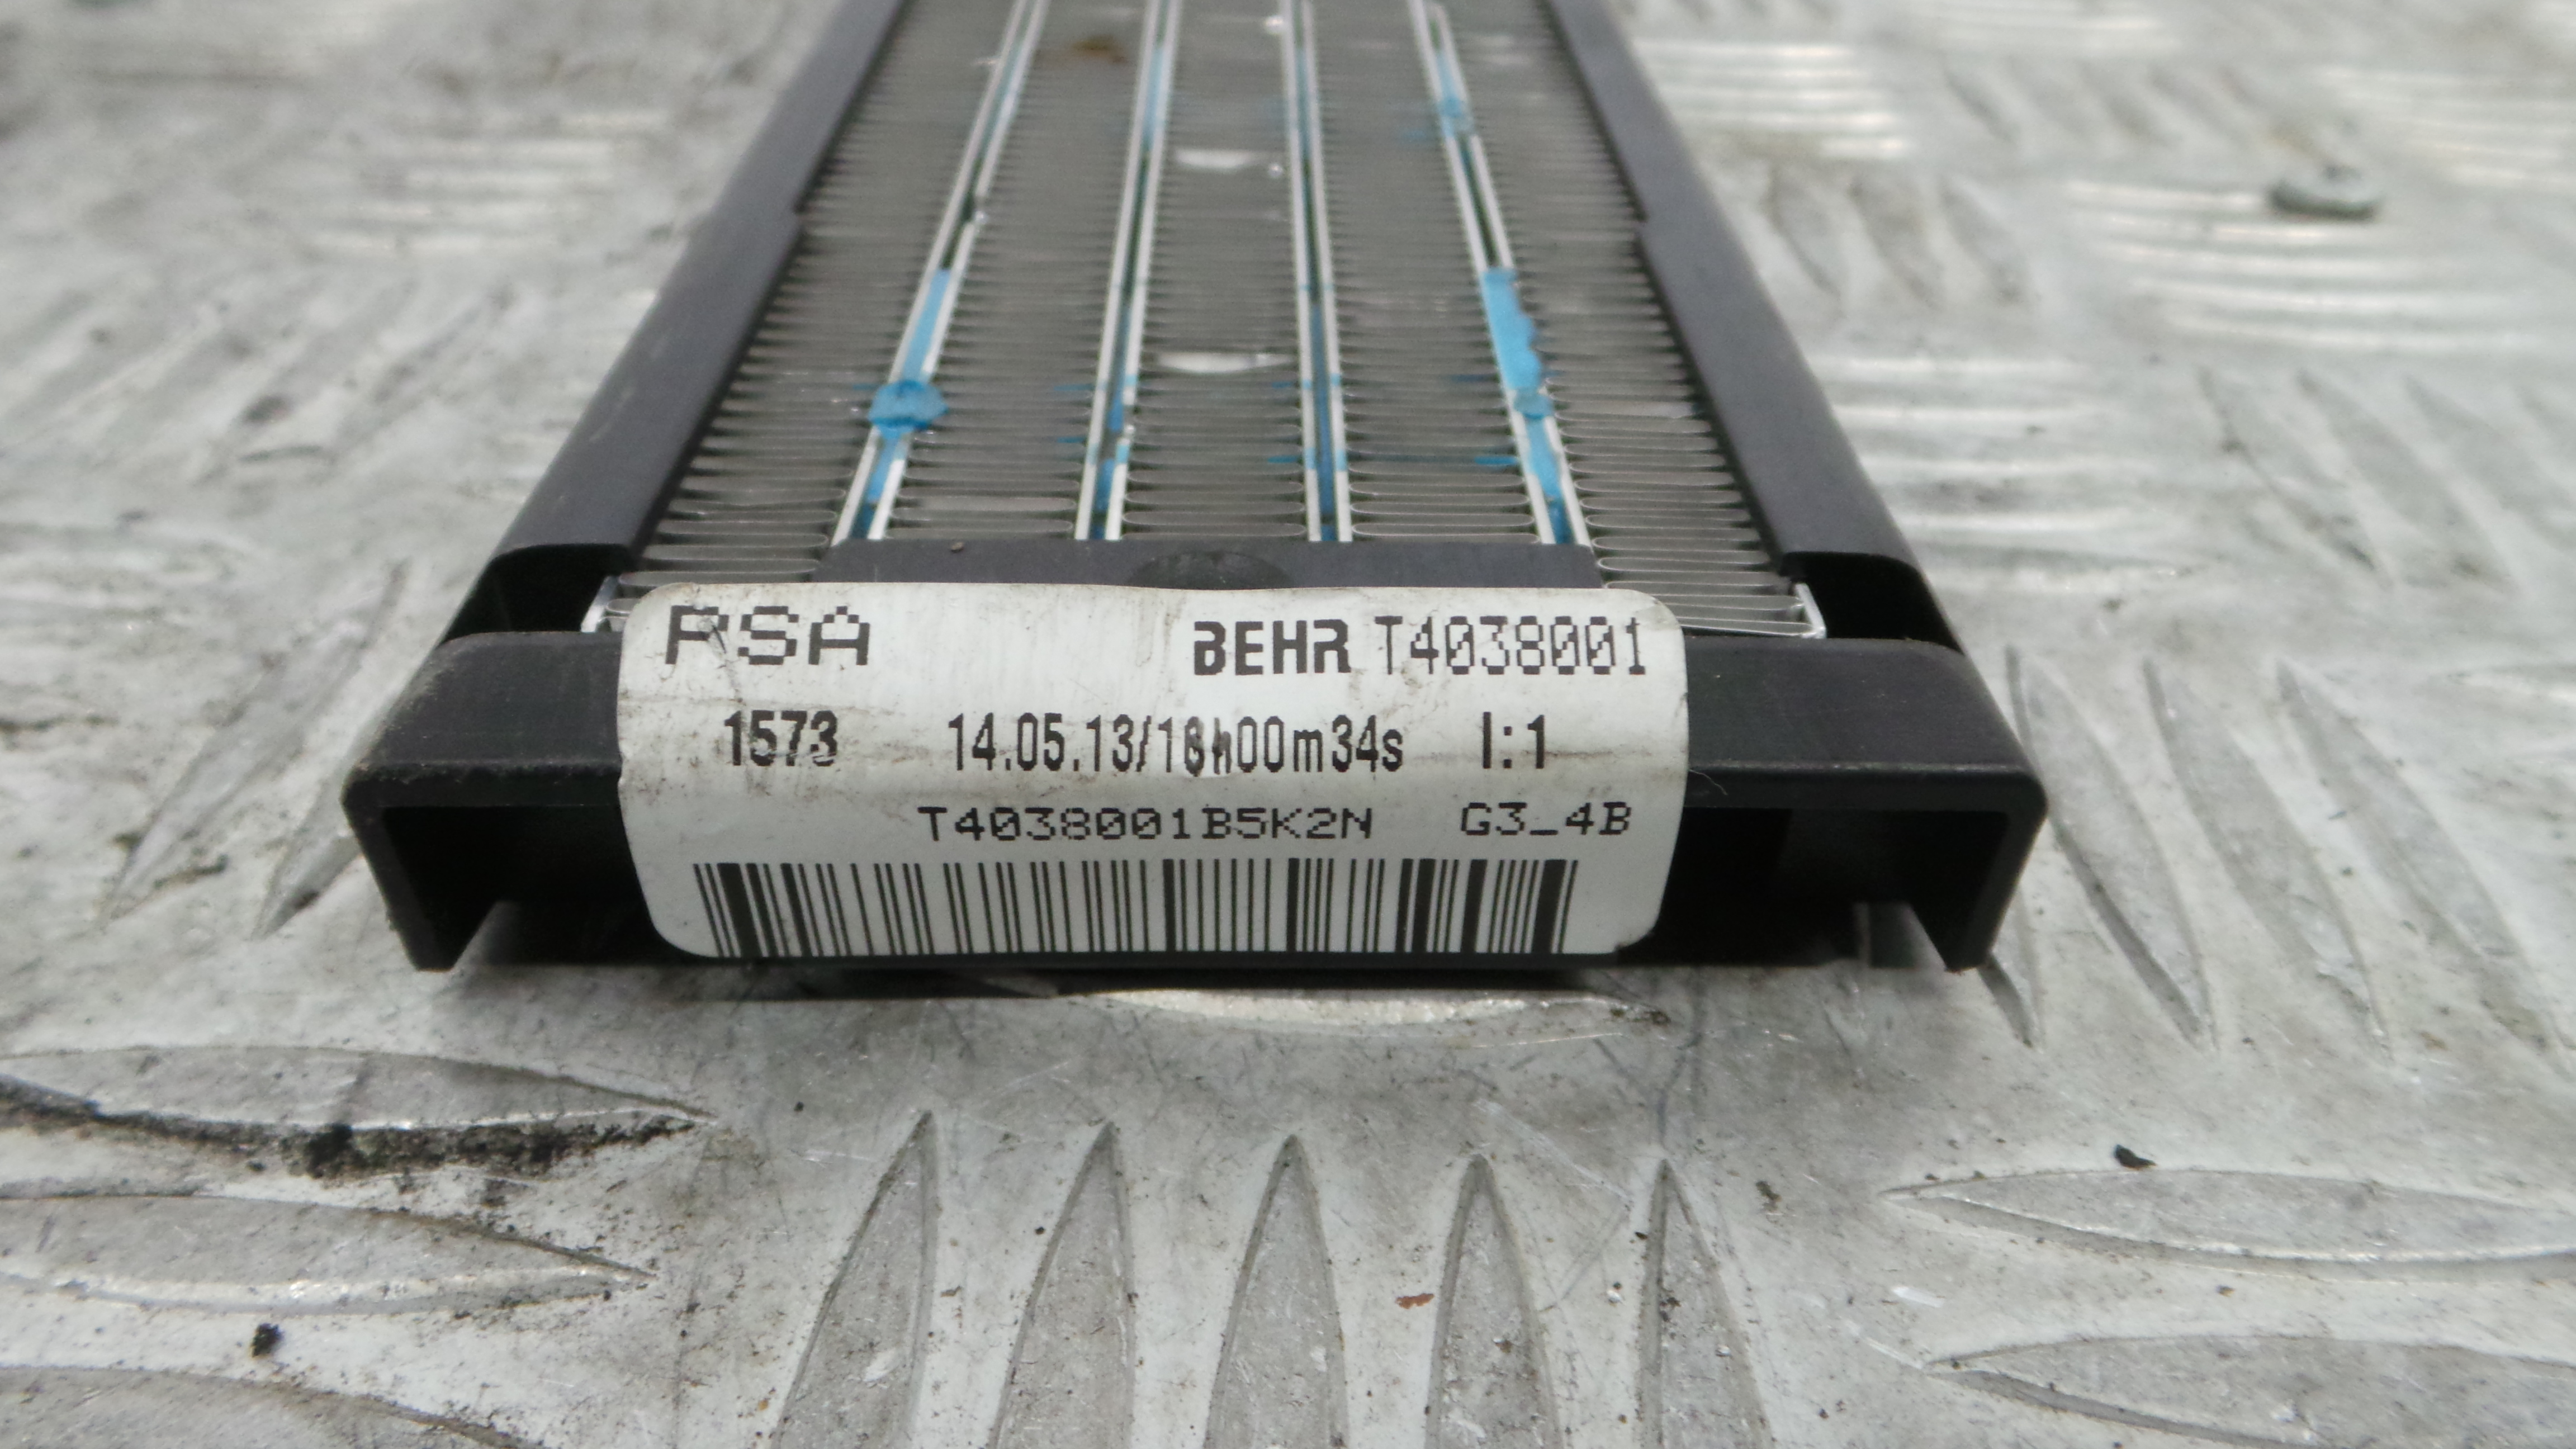 PSA BEHR T4038001
1573 14.05.13/16h00m34s I:1
T4038001B5K2N G3_4B